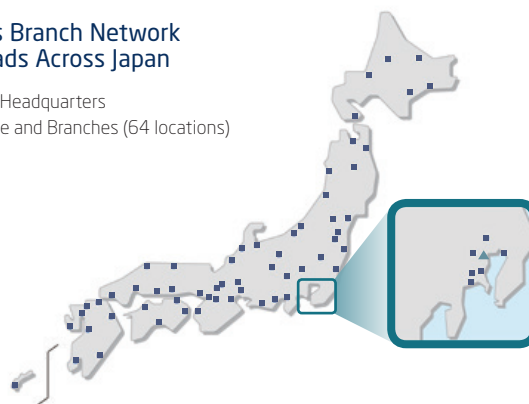 s Branch Network
ads Across Japan
Headquarters
e and Branches (64 locations)